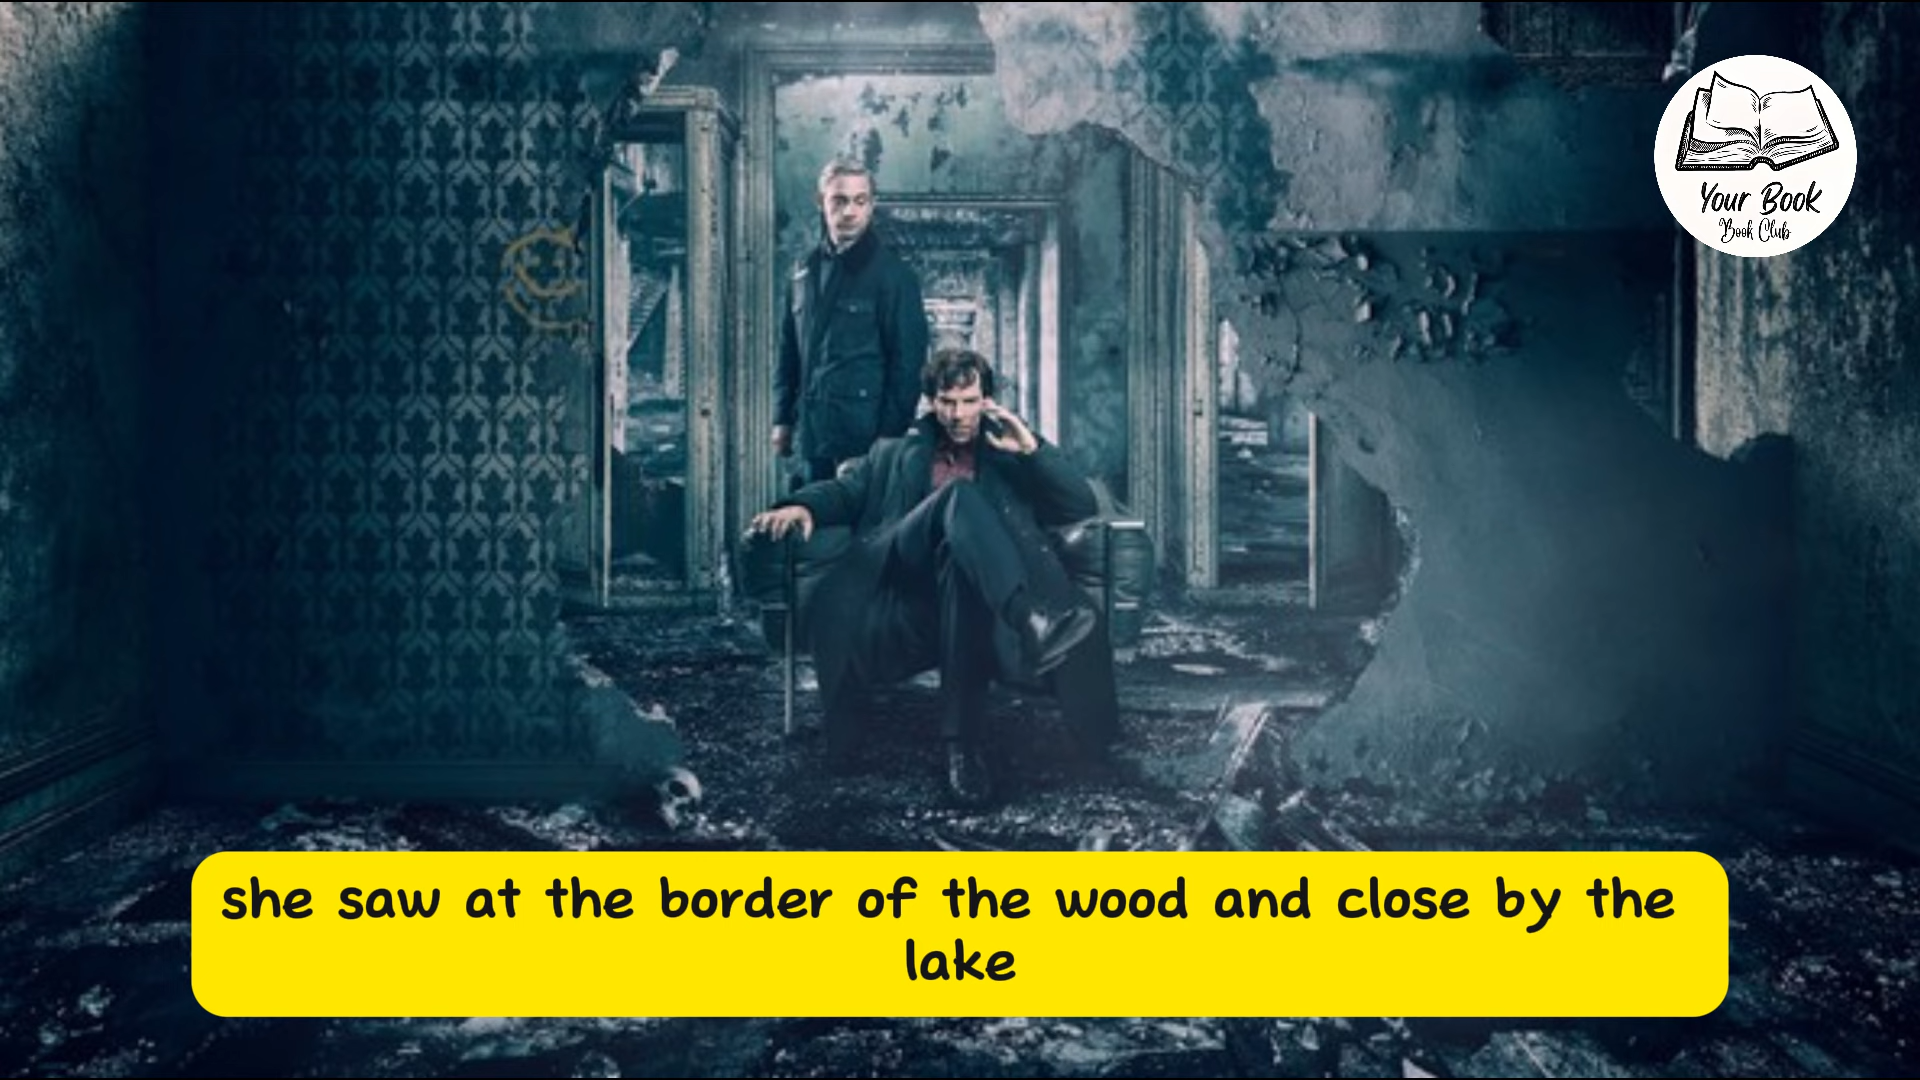 Your Book
Book Club
she saw at the border of the wood and close by the
lake